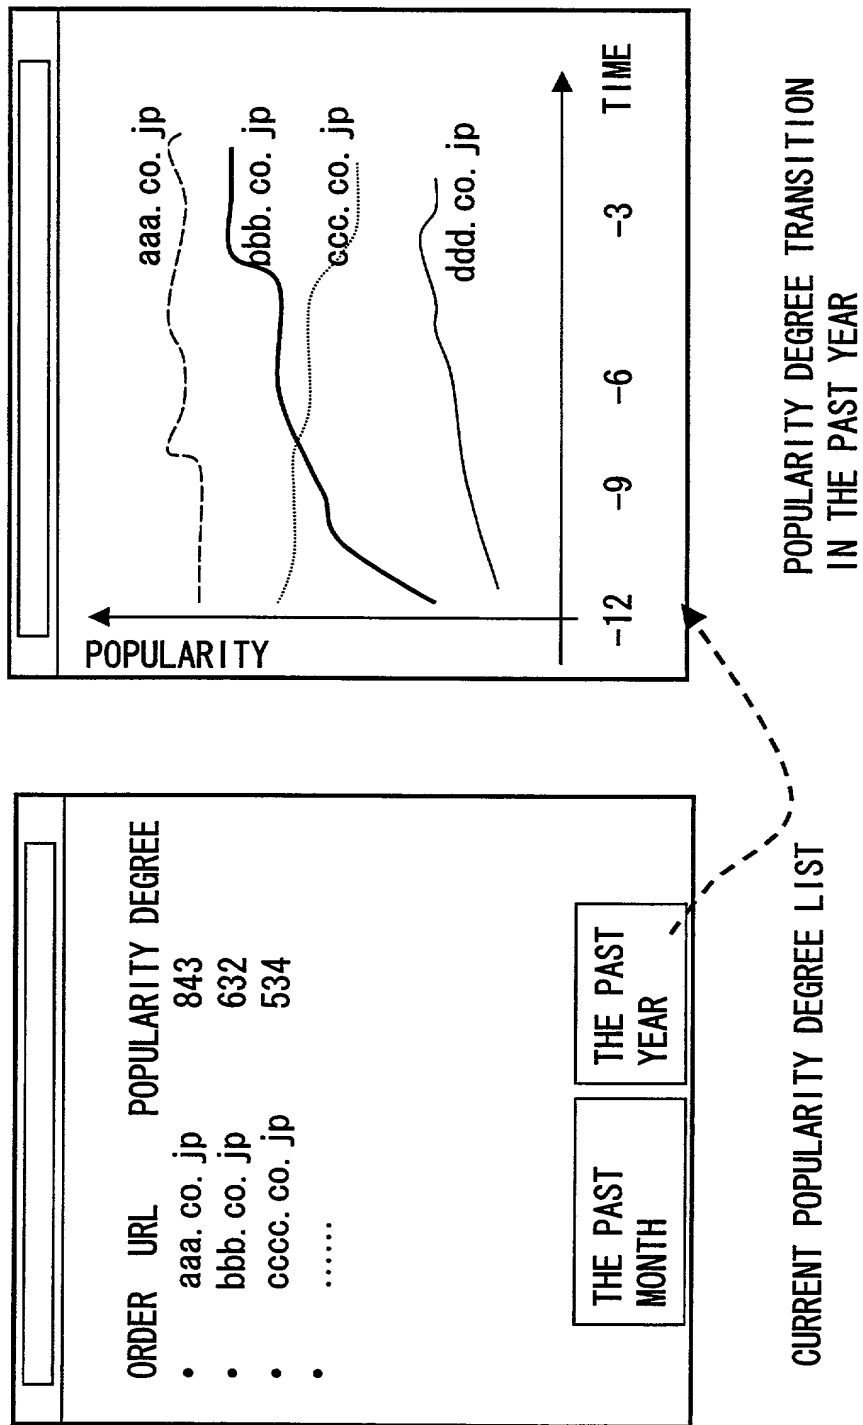 ORDER URL POPULARITY DEGREE
• aaa. co. jp 843
• bbb. co. jp 632
• cccc. co. jp 534
• ......
THE PAST
MONTH
THE PAST
YEAR
CURRENT POPULARITY DEGREE LIST
POPULARITY
aaa. co. jp
bbb. co. jp
ccc. co. jp
ddd. co. jp
-12 -9 -6 -3 TIME
POPULARITY DEGREE TRANSITION
IN THE PAST YEAR